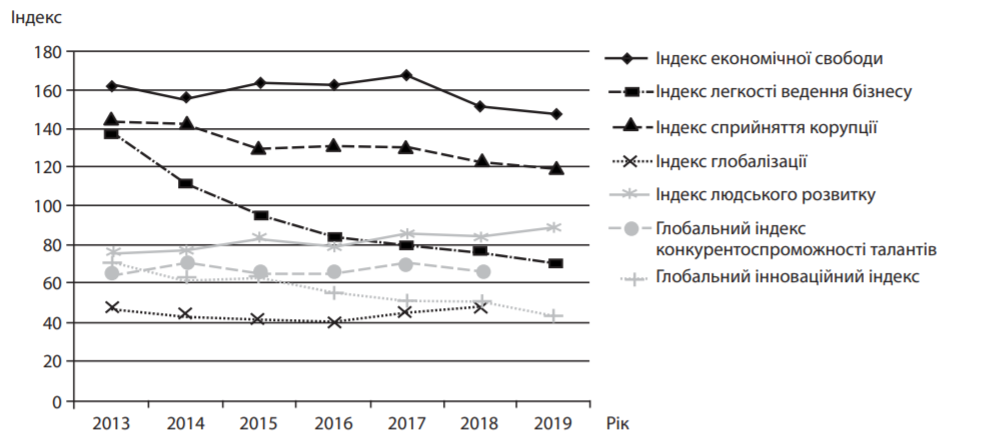 Індекс
180
160
140
120
100
80
60
40
20
0
2013 2014 2015 2016 2017 2018 2019 Рік
Індекс економічної свободи
Індекс легкості ведення бізнесу
Індекс сприйняття корупції
Індекс глобалізації
Індекс людського розвитку
Глобальний індекс
конкурентоспроможності талантів
Глобальний інноваційний індекс